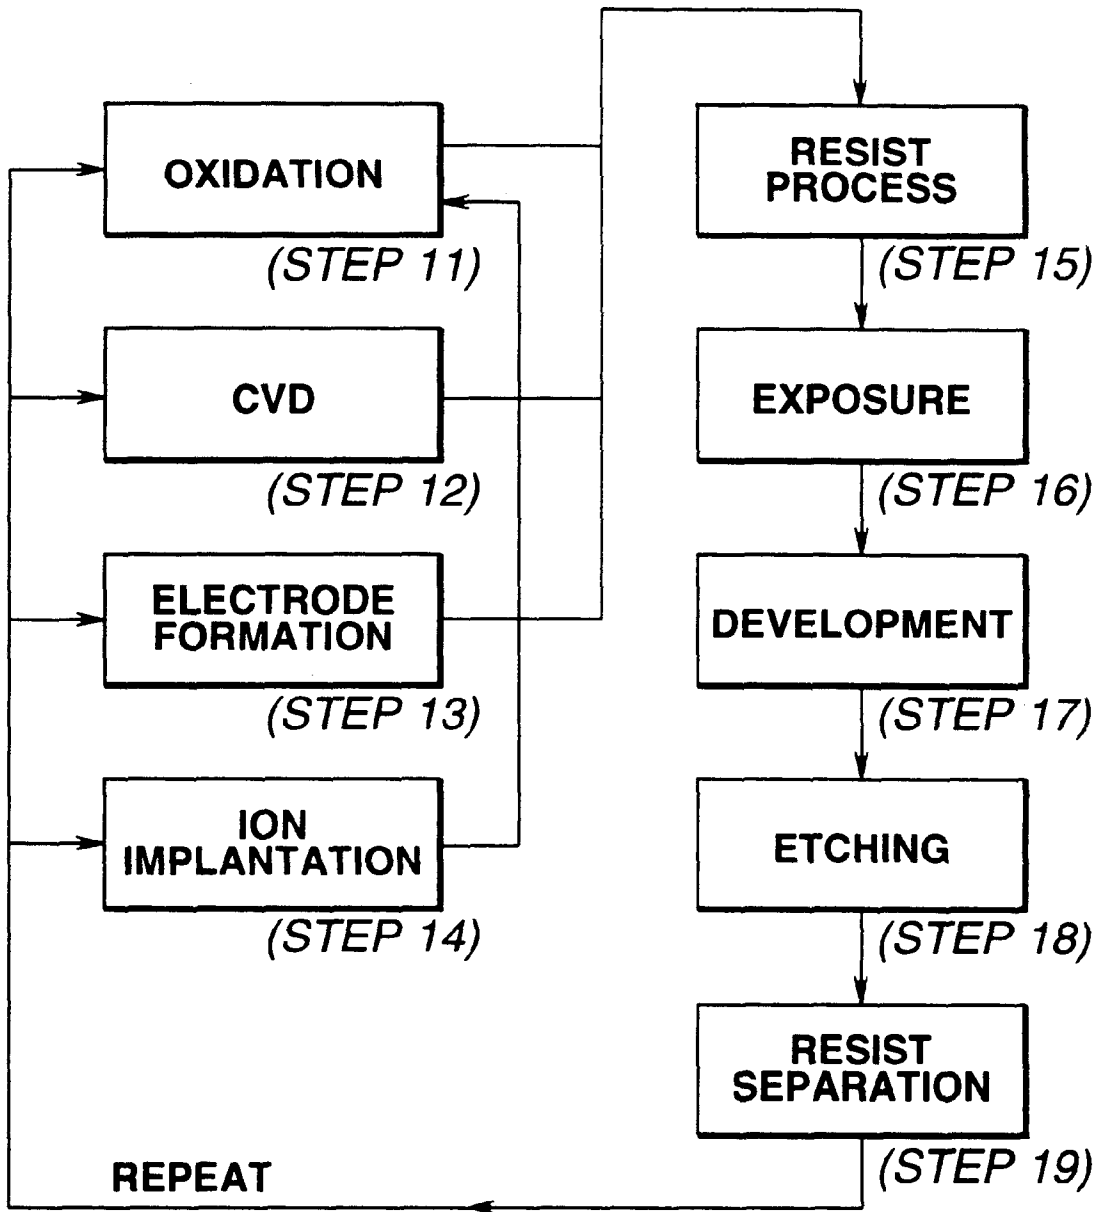 OXIDATION
(STEP 11)
CVD
(STEP 12)
ELECTRODE
FORMATION
(STEP 13)
ION
IMPLANTATION
(STEP 14)
RESIST
PROCESS
(STEP 15)
EXPOSURE
(STEP 16)
DEVELOPMENT
(STEP 17)
ETCHING
(STEP 18)
RESIST
SEPARATION
(STEP 19)
REPEAT